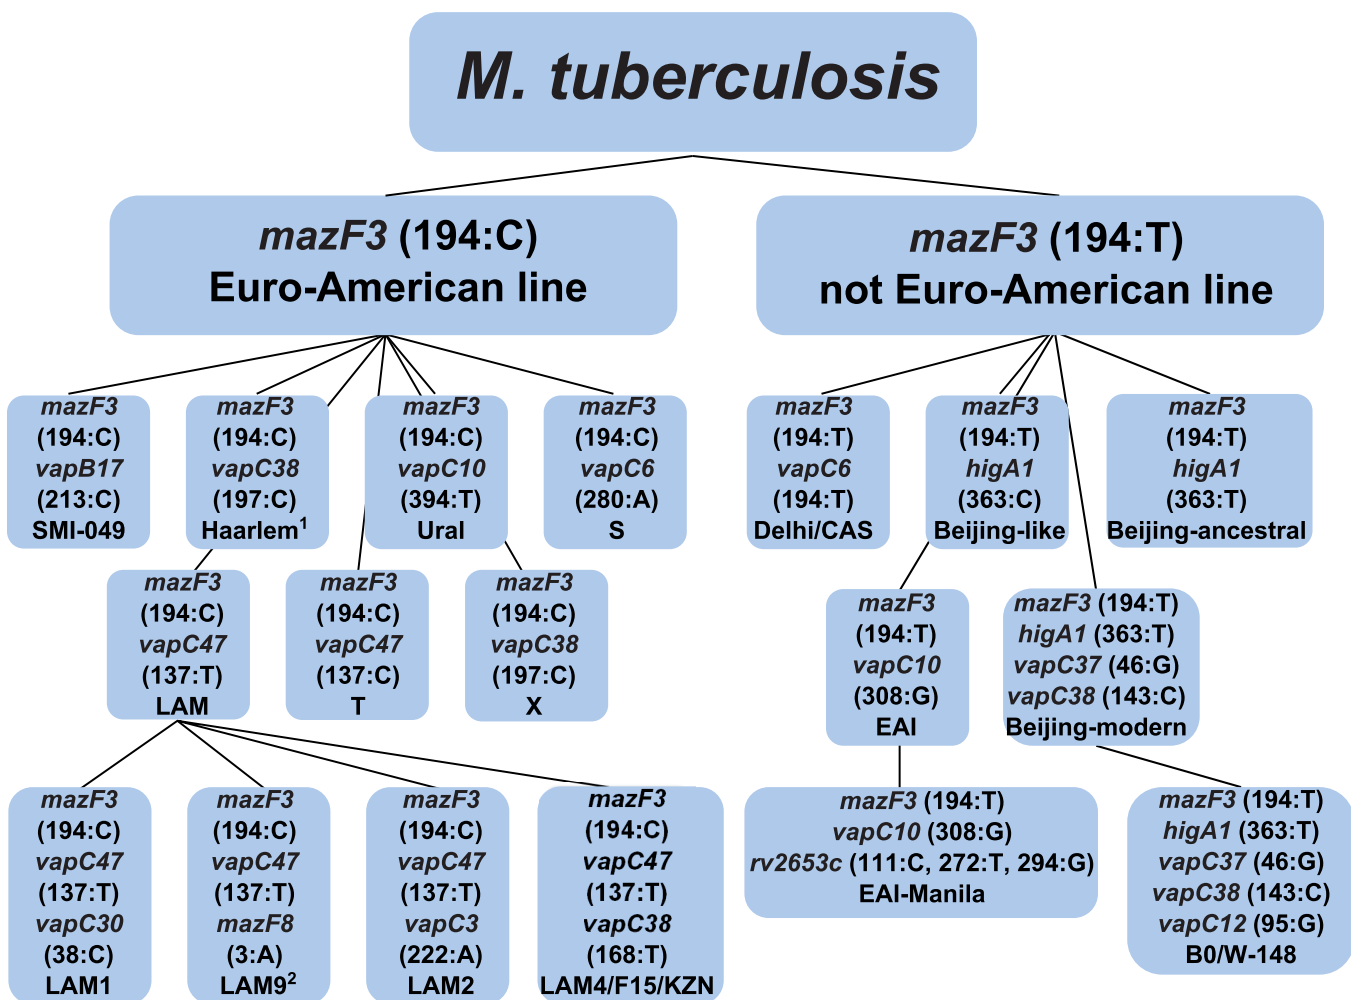 M. tuberculosis
mazF3 (194:C)
Euro-American line
mazF3 (194:T)
not Euro-American line
mazF3
(194:C)
vapB17
(213:C)
SMI-049
mazF3
(194:C)
vapC38
(197:C)
Haarlem¹
mazF3
(194:C)
vapC10
(394:T)
Ural
mazF3
(194:C)
vapC6
(280:A)
S
mazF3
(194:T)
vapC6
(194:T)
Delhi/CAS
mazF3
(194:T)
higA1
(363:C)
Beijing-like
mazF3
(194:T)
higA1
(363:T)
Beijing-ancestral
mazF3
(194:C)
vapC47
(137:T)
LAM
mazF3
(194:C)
vapC47
(137:C)
T
mazF3
(194:C)
vapC38
(197:C)
X
mazF3
(194:T)
vapC10
(308:G)
EAI
mazF3 (194:T)
higA1 (363:T)
vapC37 (46:G)
vapC38 (143:C)
Beijing-modern
mazF3
(194:C)
vapC47
(137:T)
vapC30
(38:C)
LAM1
mazF3
(194:C)
vapC47
(137:T)
mazF8
(3:A)
LAM9²
mazF3
(194:C)
vapC47
(137:T)
vapC3
(222:A)
LAM2
mazF3
(194:C)
vapC47
(137:T)
vapC38
(168:T)
LAM4/F15/KZN
mazF3 (194:T)
vapC10 (308:G)
rv2653c (111:C, 272:T, 294:G)
EAI-Manila
mazF3 (194:T)
higA1 (363:T)
vapC37 (46:G)
vapC38 (143:C)
vapC12 (95:G)
B0/W-148